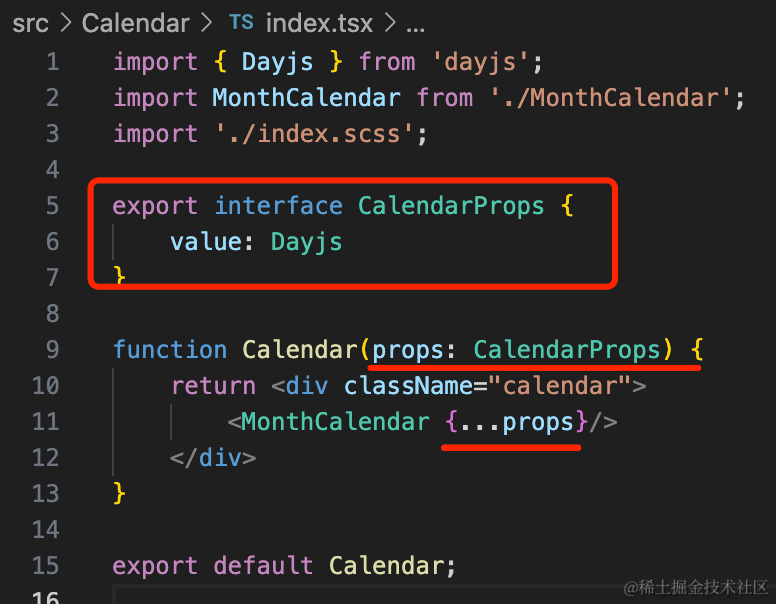 src > Calendar > TS index.tsx > ...
1 import { Dayjs } from 'dayjs';
2 import MonthCalendar from './MonthCalendar';
3 import './index.scss';
4
5 export interface CalendarProps {
6     value: Dayjs
7 }
8
9 function Calendar(props: CalendarProps) {
10     return <div className="calendar">
11         <MonthCalendar {...props}/>
12     </div>
13 }
14
15 export default Calendar;
16
@稀土掘金技术社区